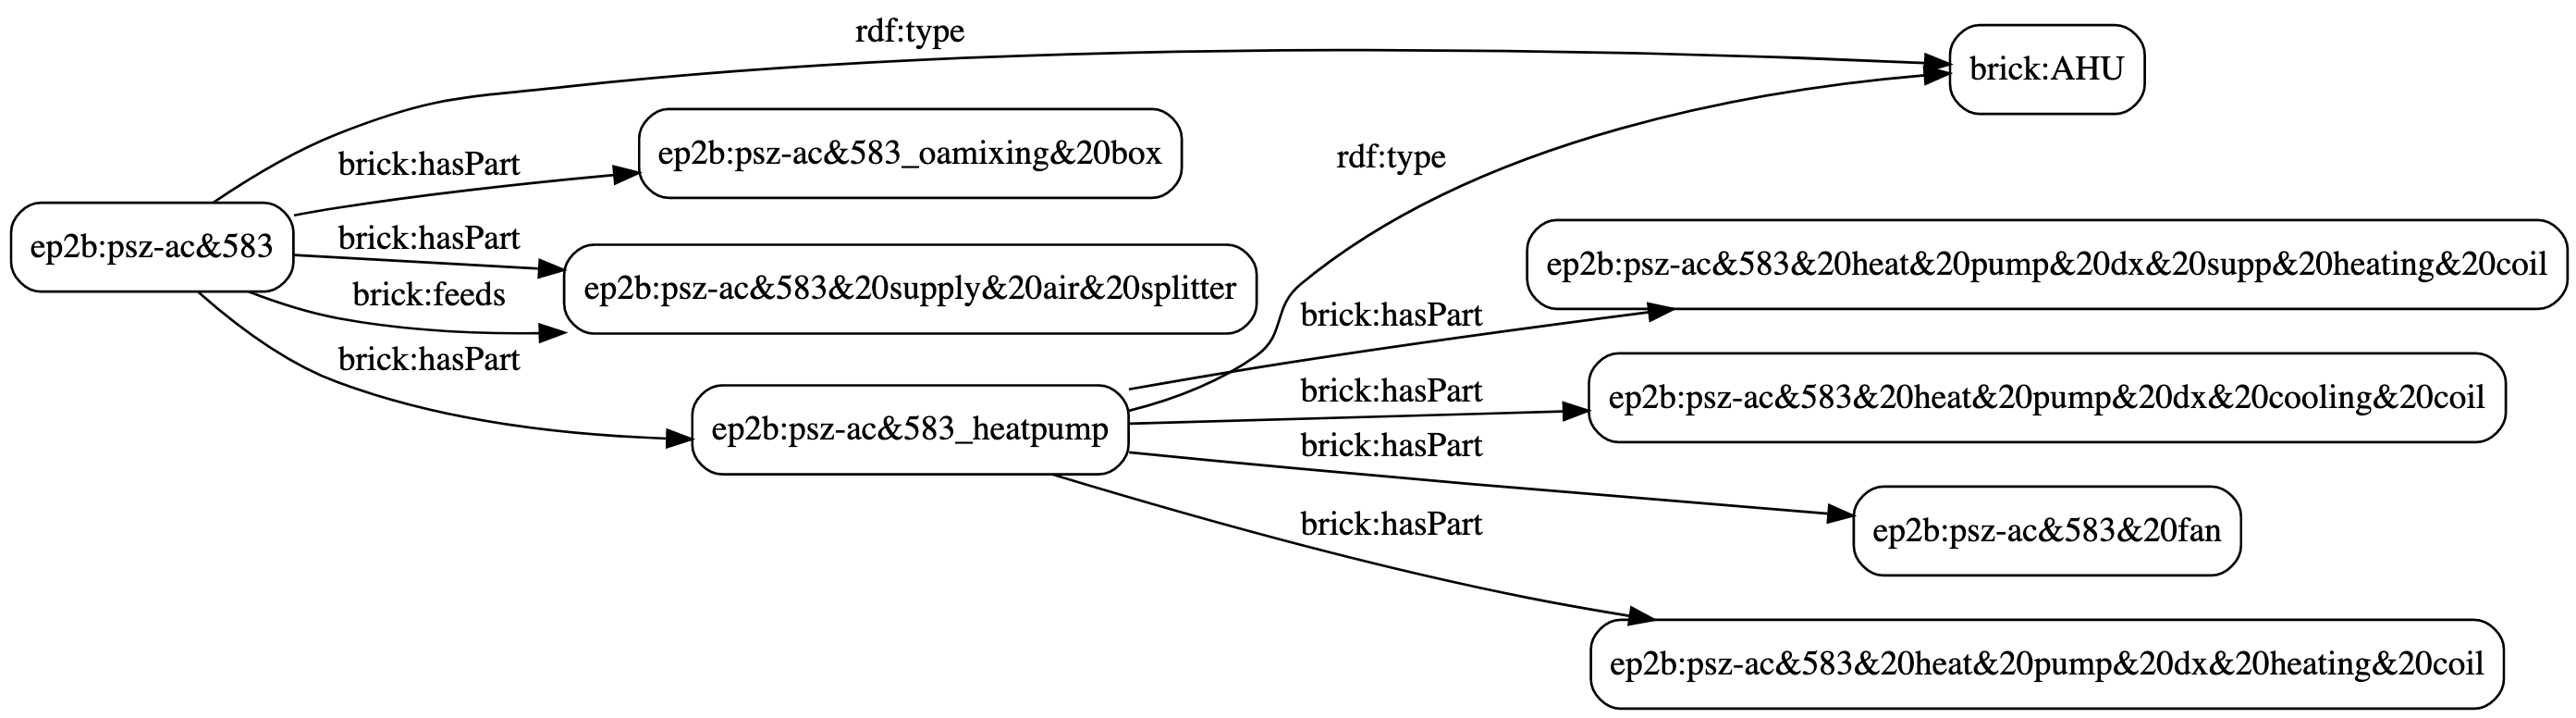 rdf:type
brick:AHU
brick:hasPart
ep2b:psz-ac&583_oamixing&20box
rdf:type
ep2b:psz-ac&583
brick:hasPart
brick:feeds
ep2b:psz-ac&583&20supply&20air&20splitter
brick:hasPart
ep2b:psz-ac&583_heatpump
brick:hasPart
ep2b:psz-ac&583&20heat&20pump&20dx&20supp&20heating&20coil
brick:hasPart
ep2b:psz-ac&583&20heat&20pump&20dx&20cooling&20coil
brick:hasPart
ep2b:psz-ac&583&20fan
brick:hasPart
ep2b:psz-ac&583&20heat&20pump&20dx&20heating&20coil